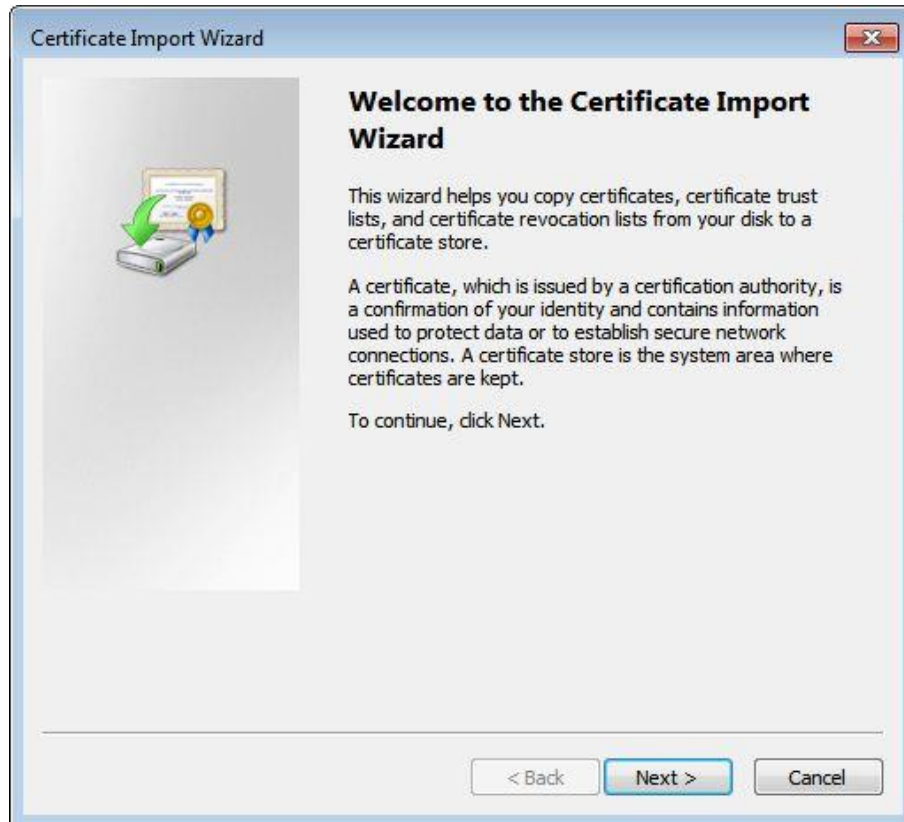 Certificate Import Wizard
Welcome to the Certificate Import
Wizard
This wizard helps you copy certificates, certificate trust
lists, and certificate revocation lists from your disk to a
certificate store.
A certificate, which is issued by a certification authority, is
a confirmation of your identity and contains information
used to protect data or to establish secure network
connections. A certificate store is the system area where
certificates are kept.
To continue, click Next.
< Back Next > Cancel